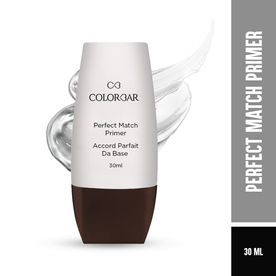 COLORBAR
Perfect Match
Primer
Accord Parfait
Da Base
30ml
PERFECT MATCH PRIMER
30 ML